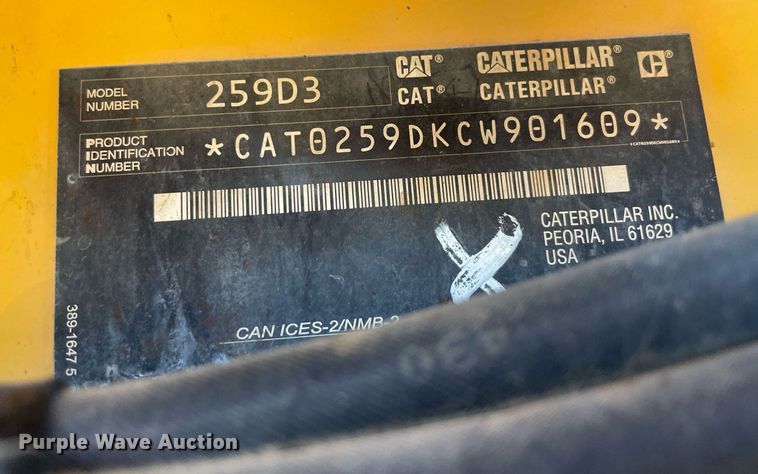 CAT® CATERPILLAR®
MODEL NUMBER 259D3
CAT® CATERPILLAR®
PRODUCT IDENTIFICATION NUMBER *CAT0259DKCW901609*
CATERPILLAR INC.
PEORIA, IL 61629
USA
CAN ICES-2/NMB-2
389-1647 5
Purple Wave Auction